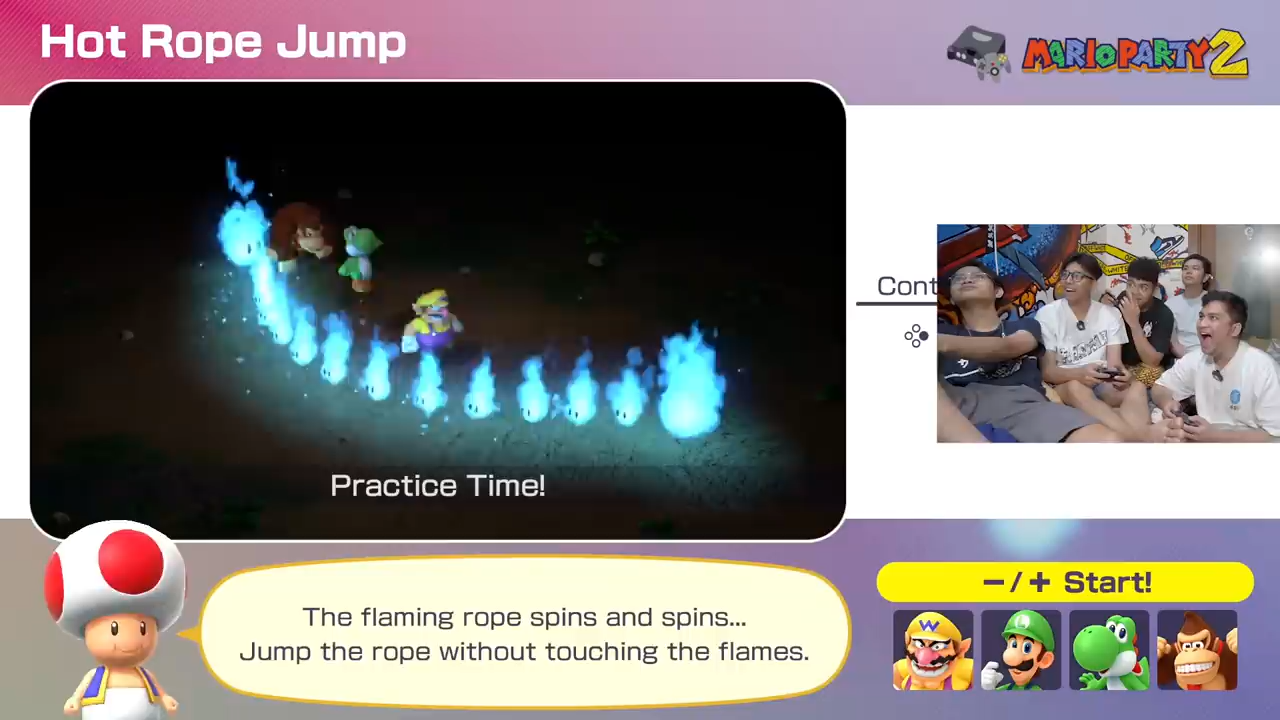 Hot Rope Jump
MARIO PARTY 2
Cont
Practice Time!
The flaming rope spins and spins...
Jump the rope without touching the flames.
−/+ Start!